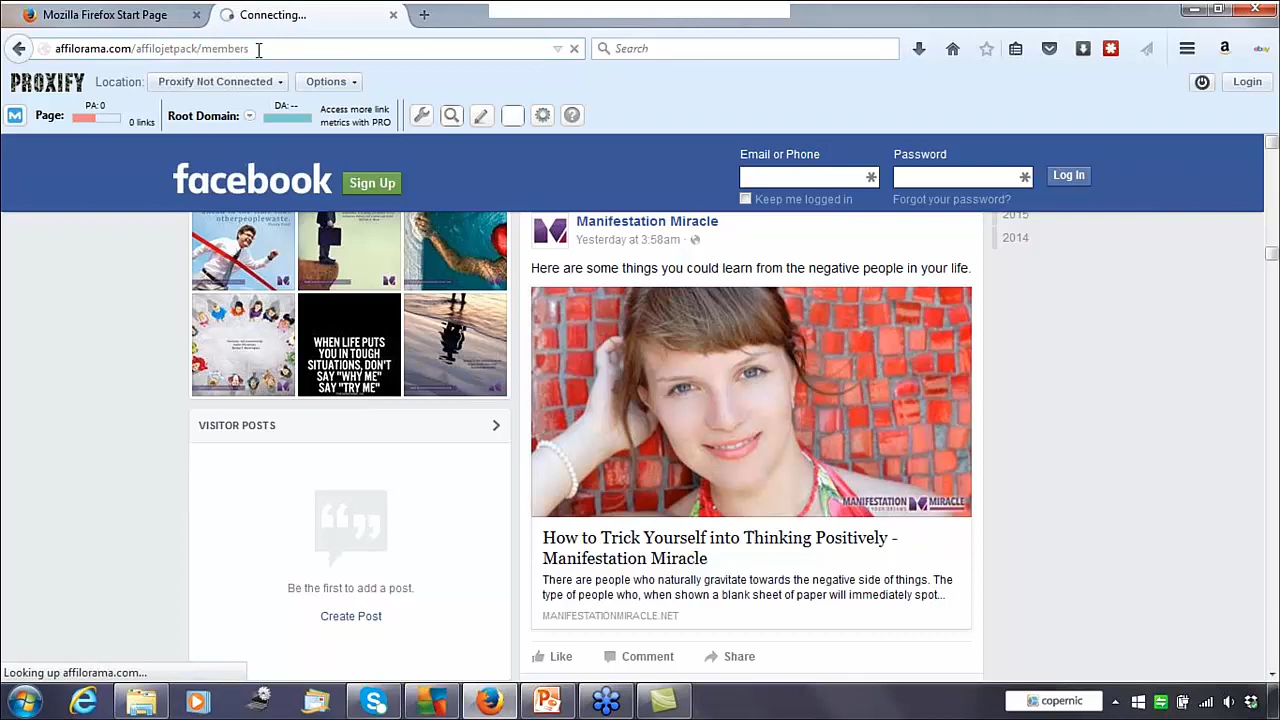 Mozilla Firefox Start Page
Connecting...
affilorama.com/affilojetpack/members
Search
PROXIFY
Location:
Proxify Not Connected
Options
Login
Page:
PA: 0
0 links
Root Domain:
DA: --
Access more link
metrics with PRO
facebook
Sign Up
Email or Phone
Password
Log In
Keep me logged in
Forgot your password?
2015
2014
otherpeoplewaste.
WHEN LIFE PUTS
YOU IN TOUGH
SITUATIONS, DON'T
SAY "WHY ME"
SAY "TRY ME"
VISITOR POSTS
Be the first to add a post.
Create Post
Manifestation Miracle
Yesterday at 3:58am
Here are some things you could learn from the negative people in your life.
MANIFESTATION MIRACLE
How to Trick Yourself into Thinking Positively -
Manifestation Miracle
There are people who naturally gravitate towards the negative side of things. The
type of people who, when shown a blank sheet of paper will immediately spot...
MANIFESTATIONMIRACLE.NET
Like
Comment
Share
Looking up affilorama.com...
copernic